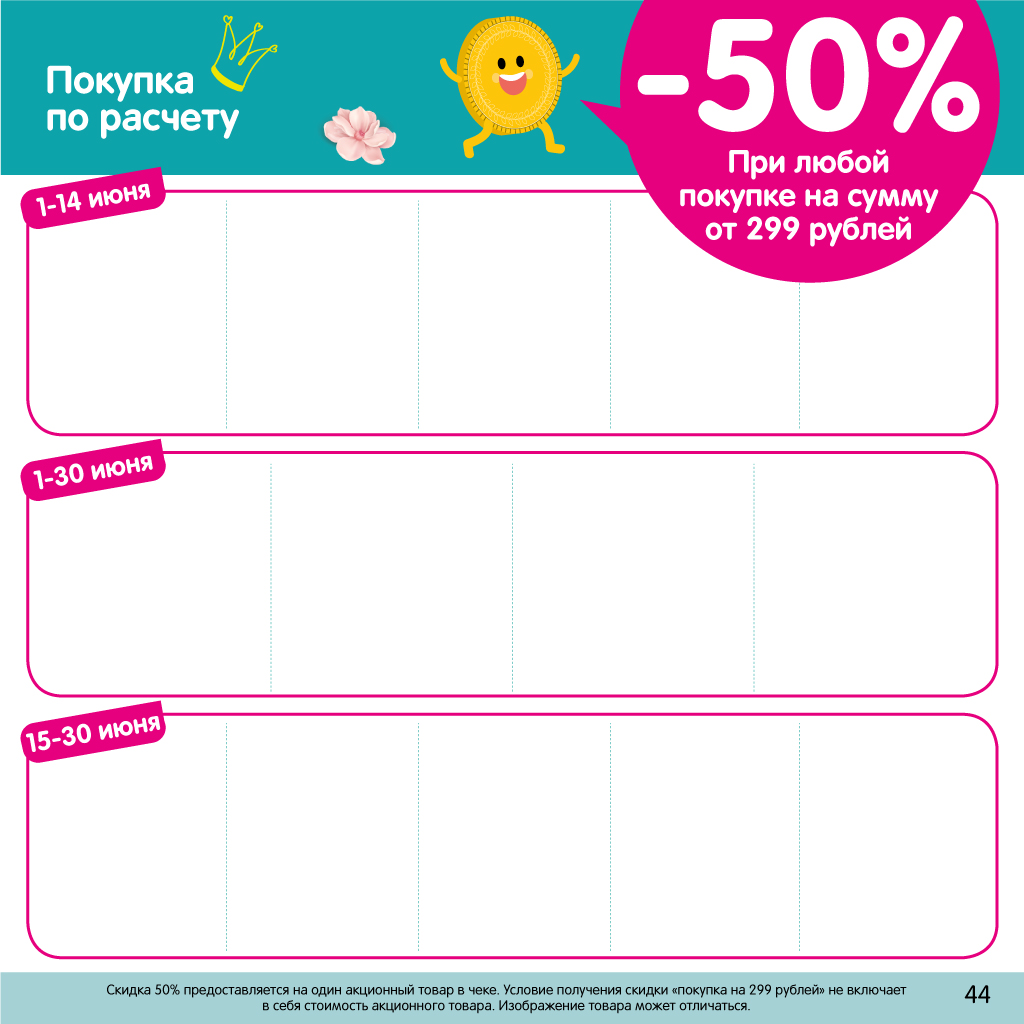 Покупка
по расчету
-50%
При любой
покупке на сумму
от 299 рублей
1-14 июня
1-30 июня
15-30 июня
Скидка 50% предоставляется на один акционный товар в чеке. Условие получения скидки «покупка на 299 рублей» не включает
в себя стоимость акционного товара. Изображение товара может отличаться.
44